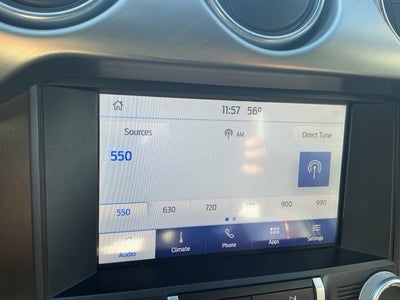 11:57 56°
Sources AM Direct Tune
550
550 630 720 900 990
Audio Climate Phone Apps Settings